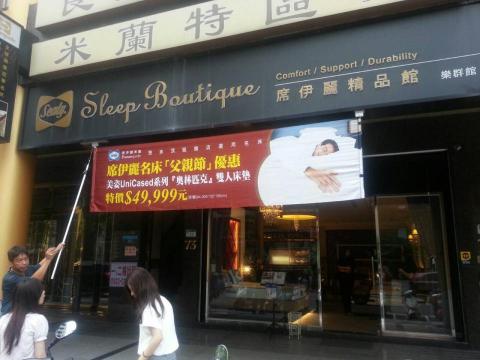 米蘭特區
Sealy
Sleep Boutique
Comfort / Support / Durability
席伊麗精品館 樂群館
席伊麗名床「父親節」優惠
美姿UniCased系列『奧林匹克』雙人床墊
特價$49,999元
73